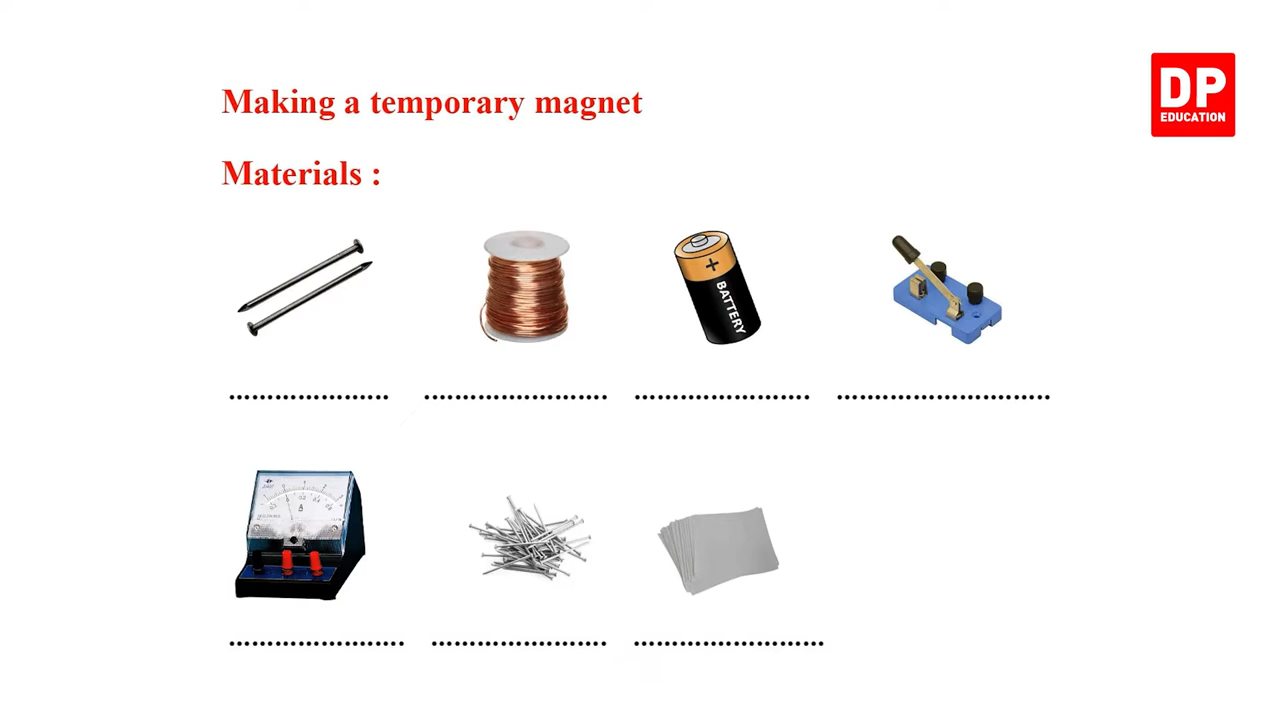 DP
EDUCATION
Making a temporary magnet
Materials :
+
BATTERY
........................ ........................ ........................ ........................
A
........................ ........................ ........................